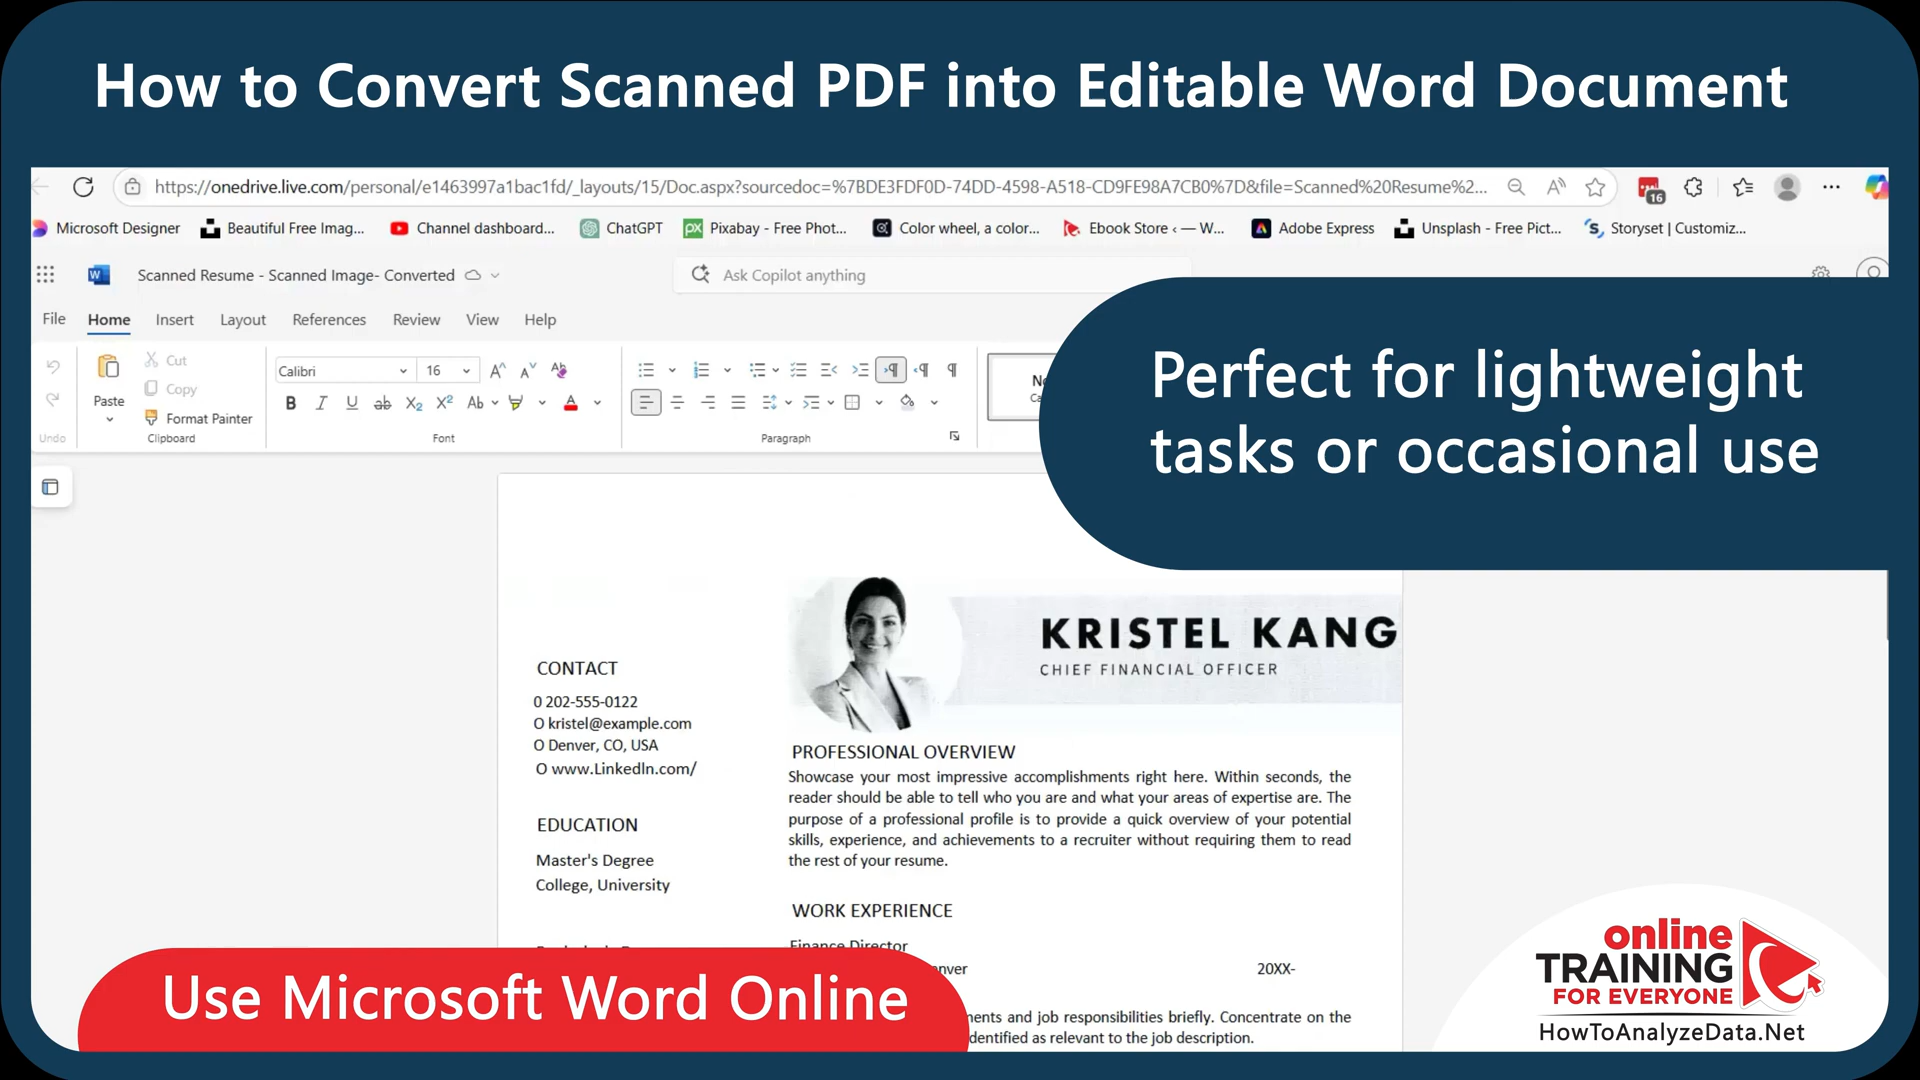 How to Convert Scanned PDF into Editable Word Document
https://onedrive.live.com/personal/e1463997a1bac1fd/_layouts/15/Doc.aspx?sourcedoc=%7BDE3FDF0D-74DD-4598-A518-CD9FE98A7CB0%7D&file=Scanned%20Resume%2...
16
Microsoft Designer
Beautiful Free Imag...
Channel dashboard...
ChatGPT
Pixabay - Free Phot...
Color wheel, a color...
Ebook Store ‹ — W...
Adobe Express
Unsplash - Free Pict...
Storyset | Customiz...
Scanned Resume - Scanned Image- Converted
Ask Copilot anything
File Home Insert Layout References Review View Help
Paste
Cut
Copy
Format Painter
Undo
Clipboard
Calibri 16
Font
Paragraph
Perfect for lightweight
tasks or occasional use
KRISTEL KANG
CHIEF FINANCIAL OFFICER
CONTACT
0 202-555-0122
O kristel@example.com
O Denver, CO, USA
O www.LinkedIn.com/
EDUCATION
Master's Degree
College, University
PROFESSIONAL OVERVIEW
Showcase your most impressive accomplishments right here. Within seconds, the
reader should be able to tell who you are and what your areas of expertise are. The
purpose of a professional profile is to provide a quick overview of your potential
skills, experience, and achievements to a recruiter without requiring them to read
the rest of your resume.
WORK EXPERIENCE
Finance Director
20XX-
and job responsibilities briefly. Concentrate on the
as relevant to the job description.
Use Microsoft Word Online
online
TRAINING
FOR EVERYONE
HowToAnalyzeData.Net